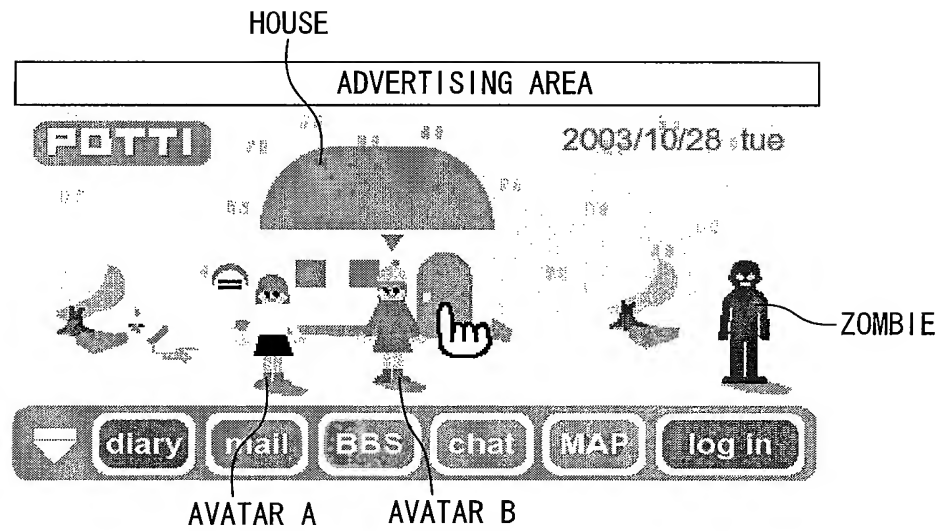 HOUSE
ADVERTISING AREA
POTTI
2003/10/28 tue
ZOMBIE
diary mail BBS chat MAP log in
AVATAR A AVATAR B